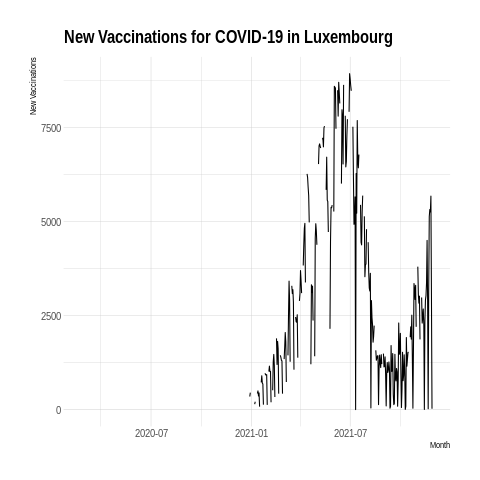 New Vaccinations for COVID-19 in Luxembourg
New Vaccinations
7500
5000
2500
0
2020-07
2021-01
2021-07
Month